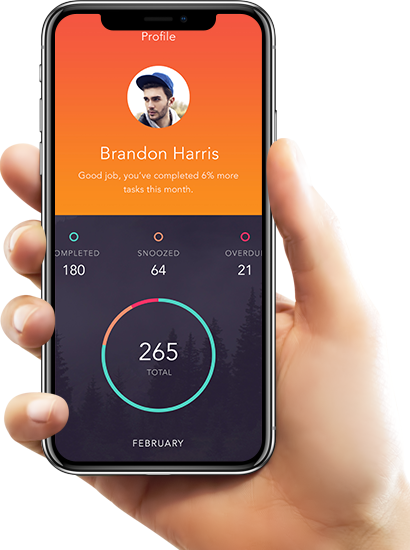 Profile
Brandon Harris
Good job, you've completed 6% more
tasks this month.
OMPLETED SNOOZED OVERDU
180 64 21
265
TOTAL
FEBRUARY